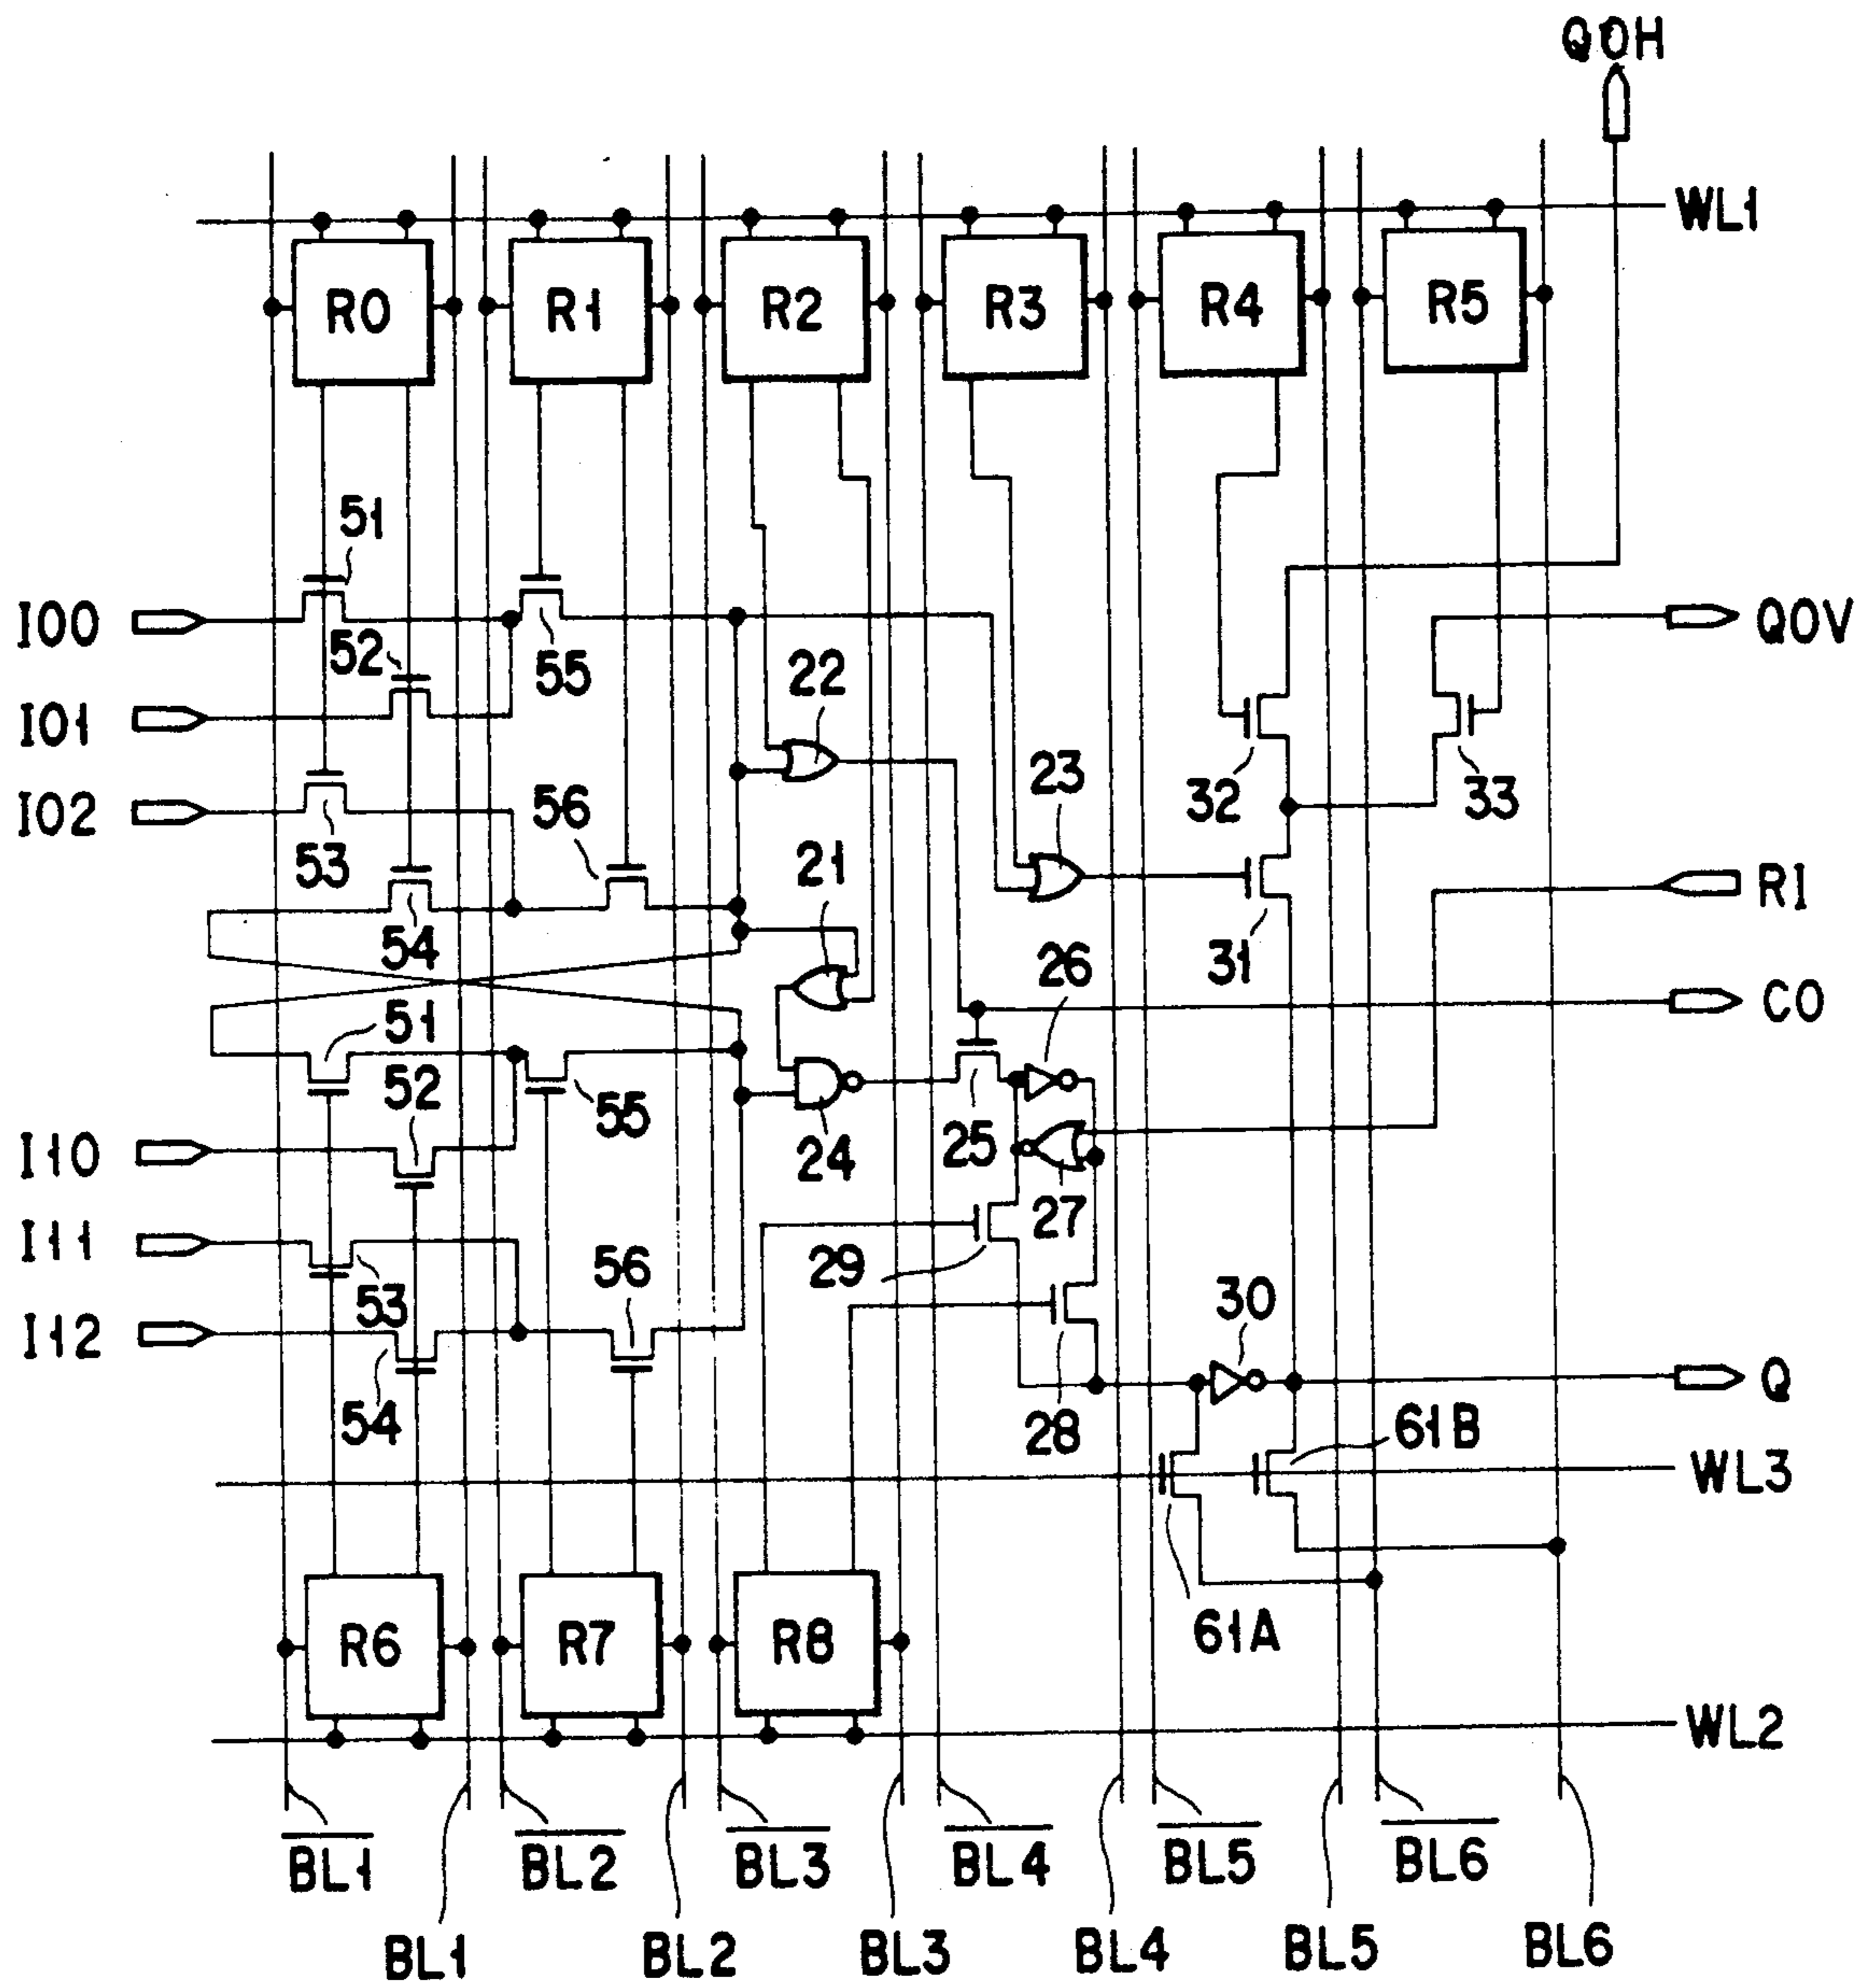 Q0H
WL1
R0 R1 R2 R3 R4 R5
51
I00
Q0V
52
55
22
I01
23
32
33
I02
56
53
21
RI
54
31
26
51
C0
52
55
I10
24
25
27
I11
29
56
53
30
I12
Q
54
28
61B
WL3
R6 R7 R8
61A
WL2
BL1 BL2 BL3 BL4 BL5 BL6
BL1 BL2 BL3 BL4 BL5 BL6